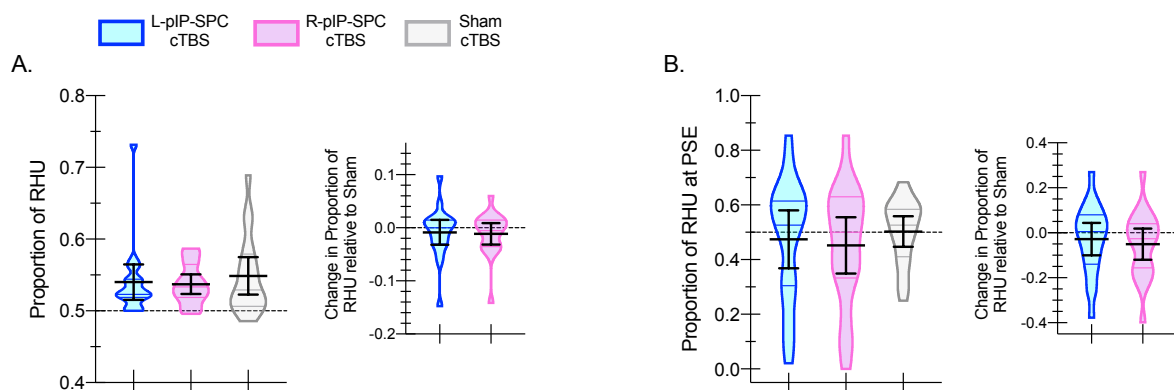 L-pIP-SPC
cTBS
R-pIP-SPC
cTBS
Sham
cTBS
A.
Proportion of RHU
0.8
0.7
0.6
0.5
0.4
Change in Proportion of
RHU relative to Sham
0.1
0.0
-0.1
-0.2
B.
Proportion of RHU at PSE
1.0
0.8
0.6
0.4
0.2
0.0
Change in Proportion of
RHU relative to Sham
0.4
0.2
0.0
-0.2
-0.4